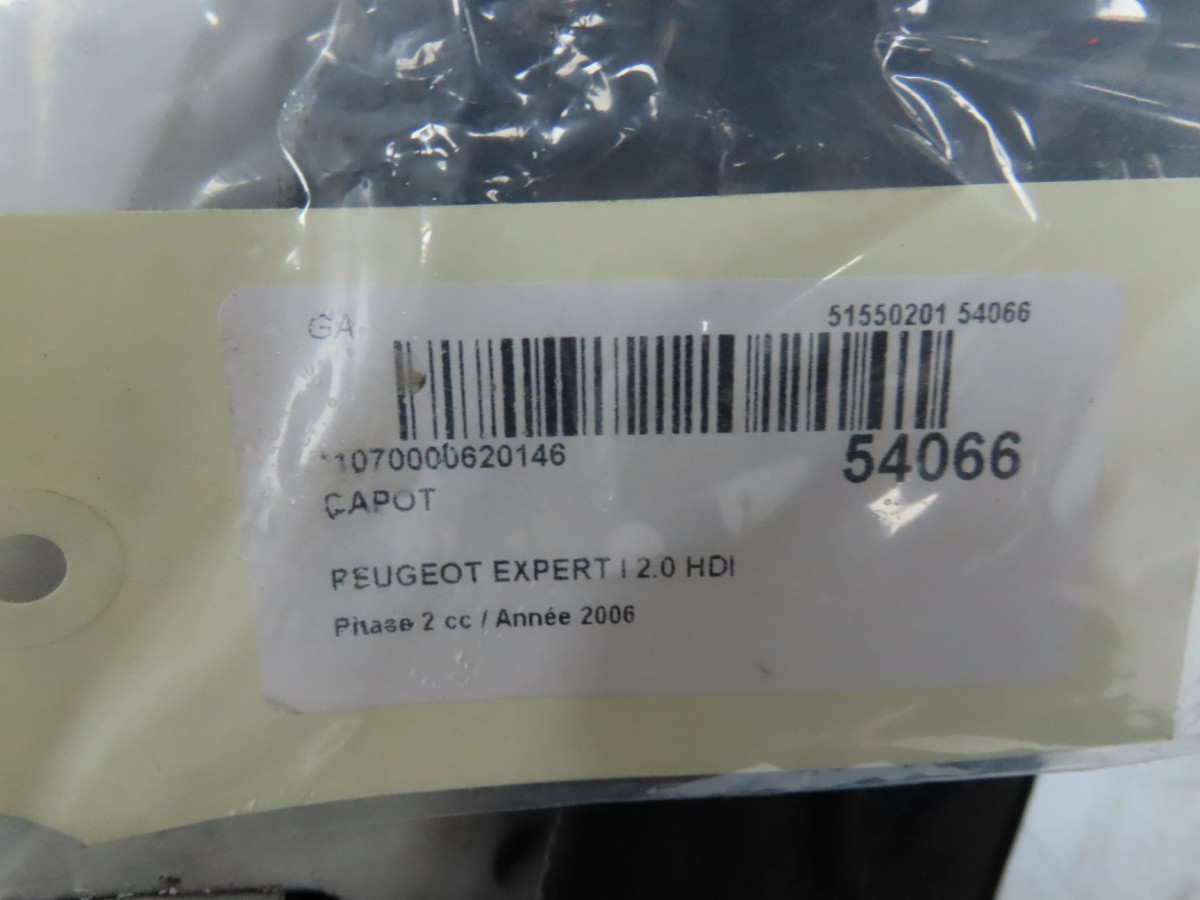 GA
51550201 54066
*1070000620146
54066
CAPOT
PEUGEOT EXPERT I 2.0 HDI
Phase 2 cc / Année 2006